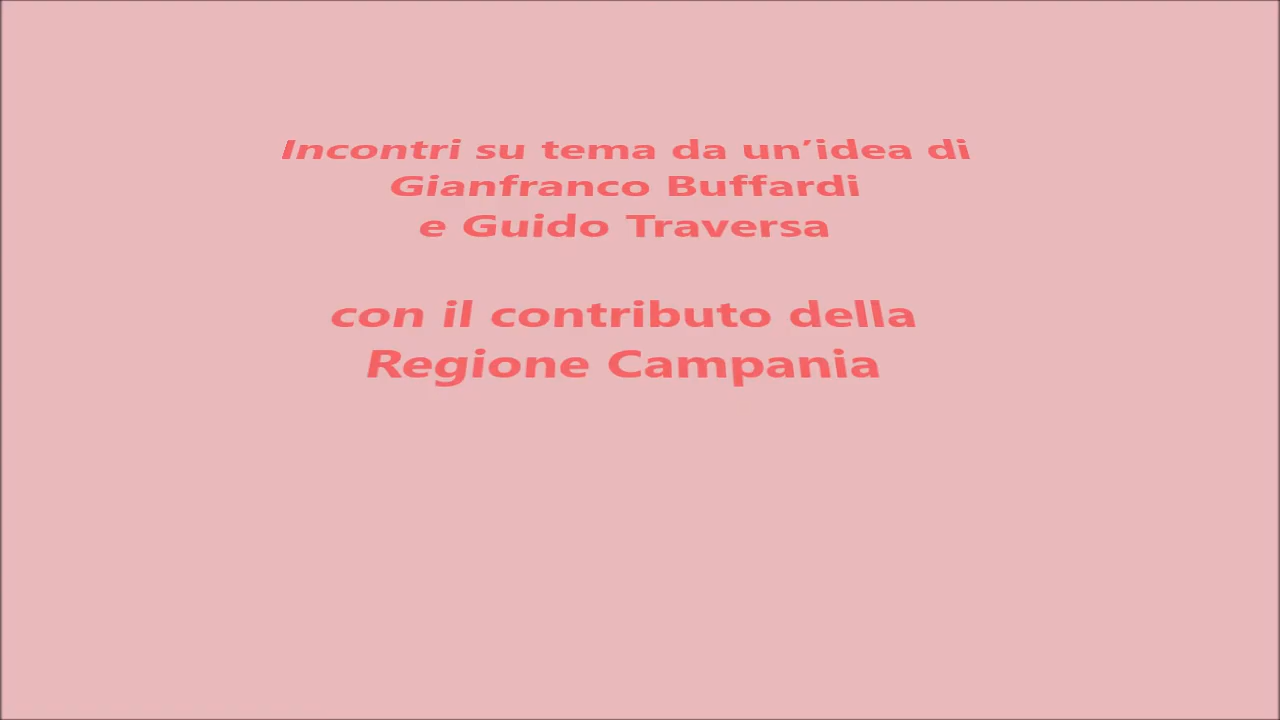 Incontri su tema da un’idea di
Gianfranco Buffardi
e Guido Traversa
con il contributo della
Regione Campania